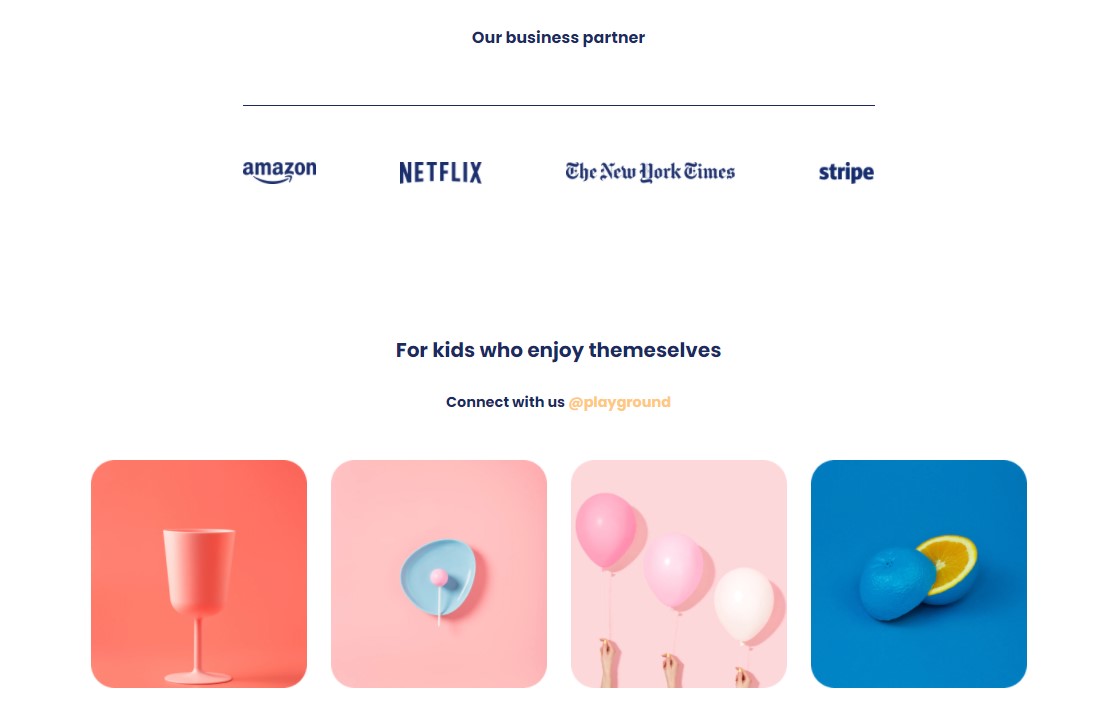 Our business partner
amazon
NETFLIX
The New York Times
stripe
For kids who enjoy themeselves
Connect with us @playground